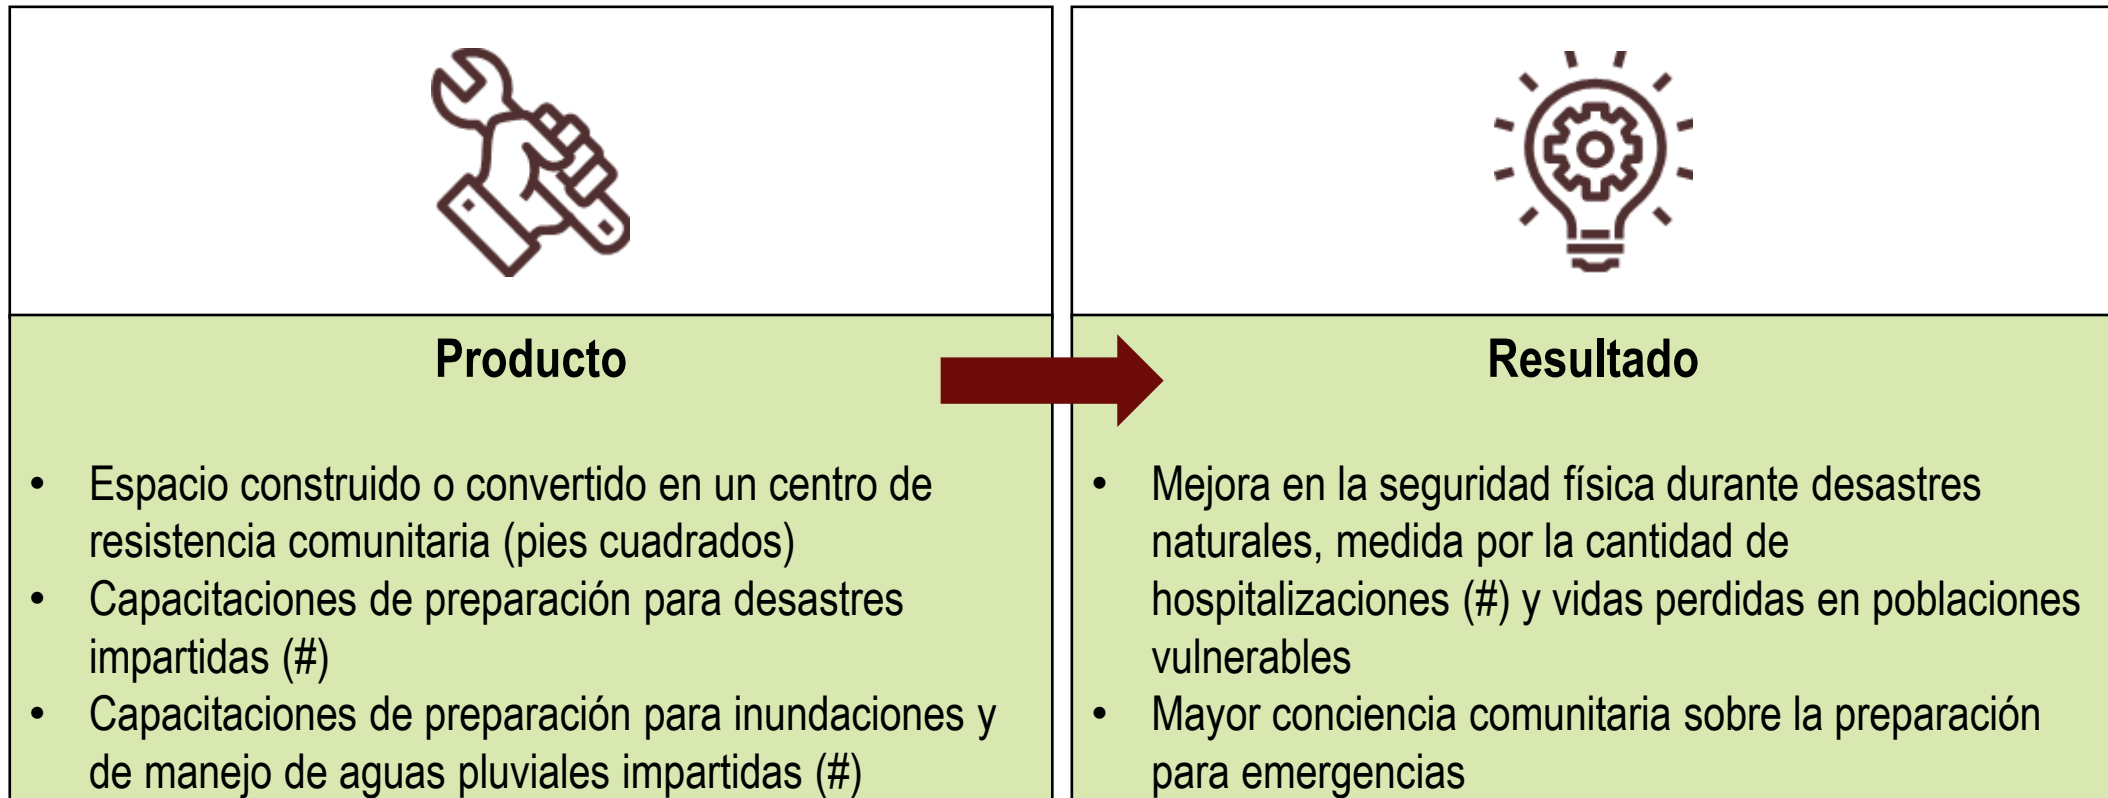 Producto
• Espacio construido o convertido en un centro de
resistencia comunitaria (pies cuadrados)
• Capacitaciones de preparación para desastres
impartidas (#)
• Capacitaciones de preparación para inundaciones y
de manejo de aguas pluviales impartidas (#)
Resultado
• Mejora en la seguridad física durante desastres
naturales, medida por la cantidad de
hospitalizaciones (#) y vidas perdidas en poblaciones
vulnerables
• Mayor conciencia comunitaria sobre la preparación
para emergencias